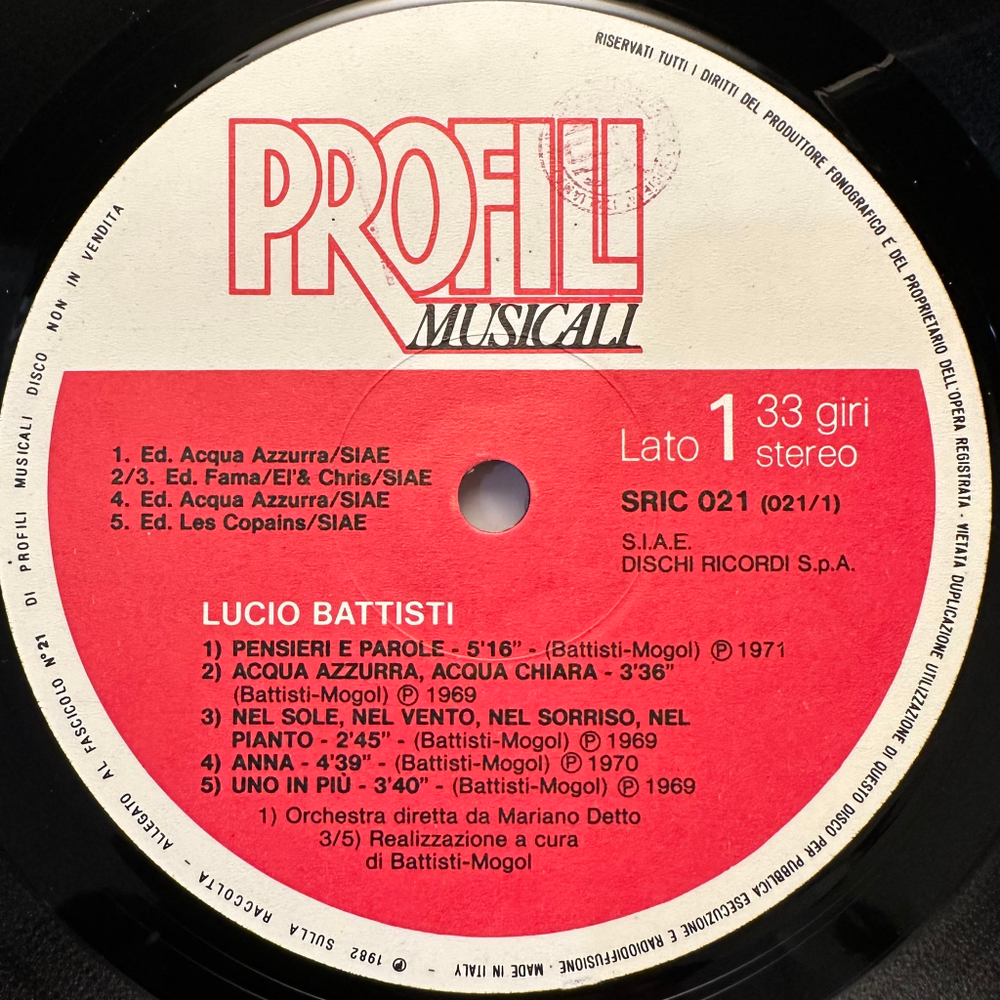 RISERVATI TUTTI I DIRITTI DEL PRODUTTORE FONOGRAFICO E DEL PROPRIETARIO DELL'OPERA REGISTRATA · VIETATA DUPLICAZIONE UTILIZZAZIONE DI QUESTO DISCO PER PUBBLICA ESECUZIONE E RADIODIFFUSIONE · MADE IN ITALY -
℗ 1982 SULLA RACCOLTA - ALLEGATO AL FASCICOLO N°21 DI PROFILI MUSICALI DISCO NON IN VENDITA
PROFILI
MUSICALI
Lato 1 33 giri
stereo
1. Ed. Acqua Azzurra/SIAE
2/3. Ed. Fama/El'& Chris/SIAE
4. Ed. Acqua Azzurra/SIAE
5. Ed. Les Copains/SIAE
SRIC 021 (021/1)
S.I.A.E.
DISCHI RICORDI S.p.A.
LUCIO BATTISTI
1) PENSIERI E PAROLE - 5'16" - (Battisti-Mogol) ℗ 1971
2) ACQUA AZZURRA, ACQUA CHIARA - 3'36"
(Battisti-Mogol) ℗ 1969
3) NEL SOLE, NEL VENTO, NEL SORRISO, NEL
PIANTO - 2'45" - (Battisti-Mogol) ℗ 1969
4) ANNA - 4'39" - (Battisti-Mogol) ℗ 1970
5) UNO IN PIÙ - 3'40" - (Battisti-Mogol) ℗ 1969
1) Orchestra diretta da Mariano Detto
3/5) Realizzazione a cura
di Battisti-Mogol